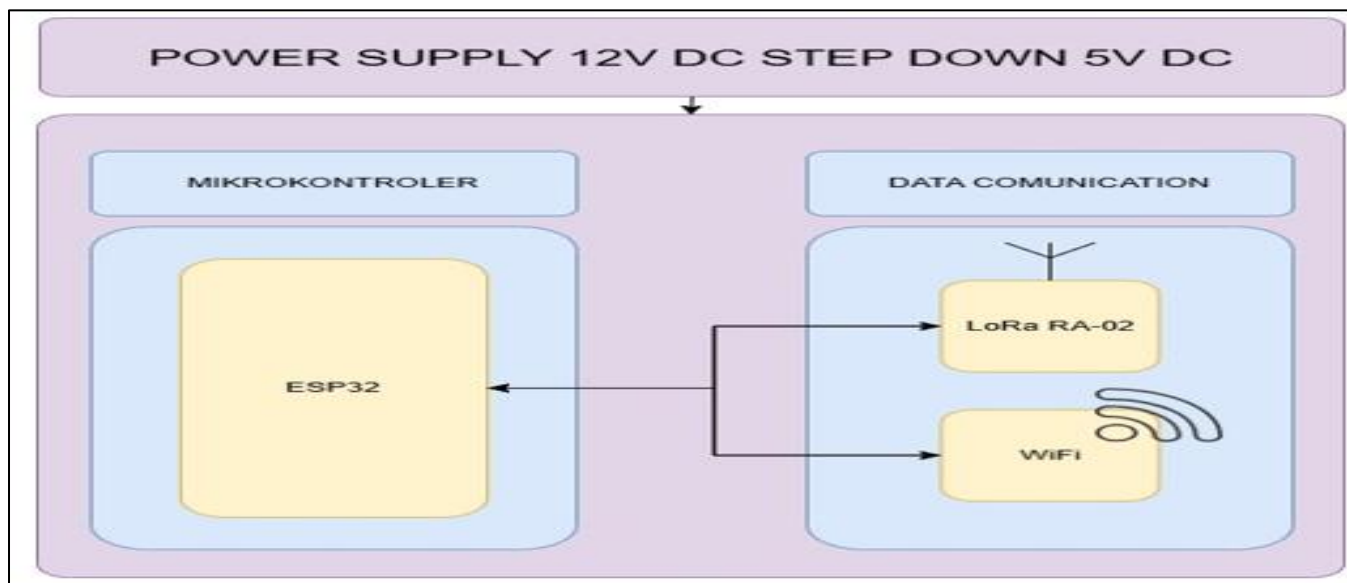 POWER SUPPLY 12V DC STEP DOWN 5V DC
MIKROKONTROLER
DATA COMUNICATION
ESP32
LoRa RA-02
WiFi